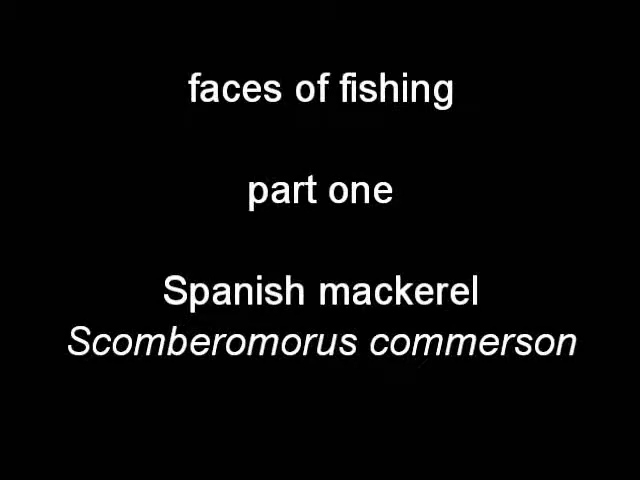 faces of fishing
part one
Spanish mackerel
Scomberomorus commerson